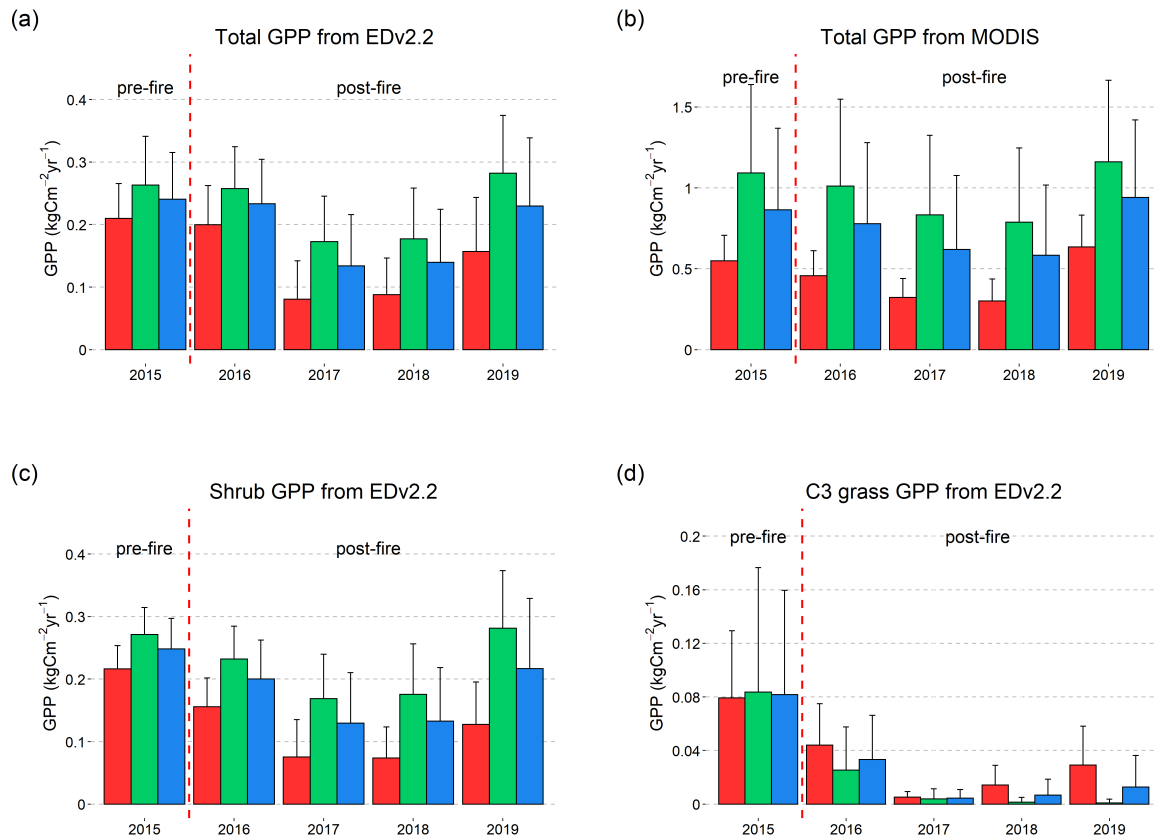 (a)
Total GPP from EDv2.2
pre-fire
post-fire
0.4
0.3
0.2
0.1
0
GPP (kgCm⁻²yr⁻¹)
2015
2016
2017
2018
2019
(b)
Total GPP from MODIS
pre-fire
post-fire
1.5
1
0.5
0
GPP (kgCm⁻²yr⁻¹)
2015
2016
2017
2018
2019
(c)
Shrub GPP from EDv2.2
pre-fire
post-fire
0.4
0.3
0.2
0.1
0
GPP (kgCm⁻²yr⁻¹)
2015
2016
2017
2018
2019
(d)
C3 grass GPP from EDv2.2
pre-fire
post-fire
0.2
0.16
0.12
0.08
0.04
0
GPP (kgCm⁻²yr⁻¹)
2015
2016
2017
2018
2019